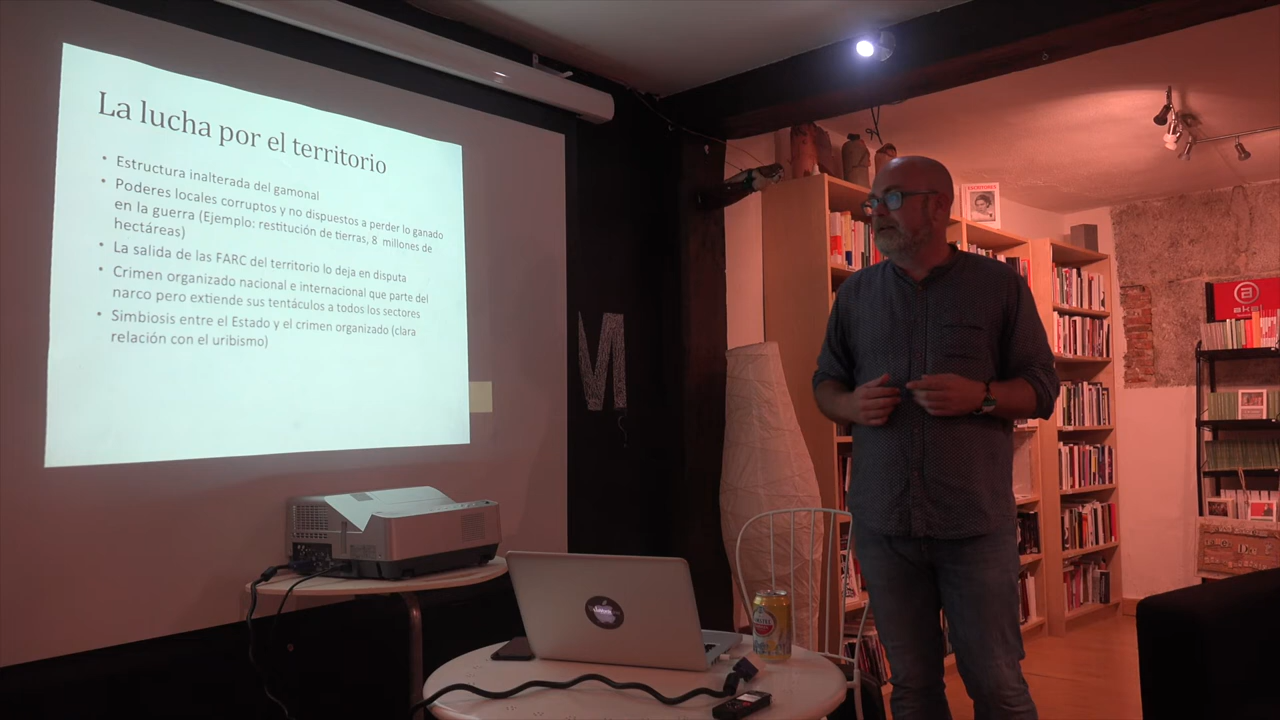 La lucha por el territorio
• Estructura inalterada del gamonal
• Poderes locales corruptos y no dispuestos a perder lo ganado
en la guerra (Ejemplo: restitución de tierras, 8 millones de
hectáreas)
• La salida de las FARC del territorio lo deja en disputa
• Crimen organizado nacional e internacional que parte del
narco pero extiende sus tentáculos a todos los sectores
• Simbiosis entre el Estado y el crimen organizado (clara
relación con el uribismo)
M
ESCRITORES
akal